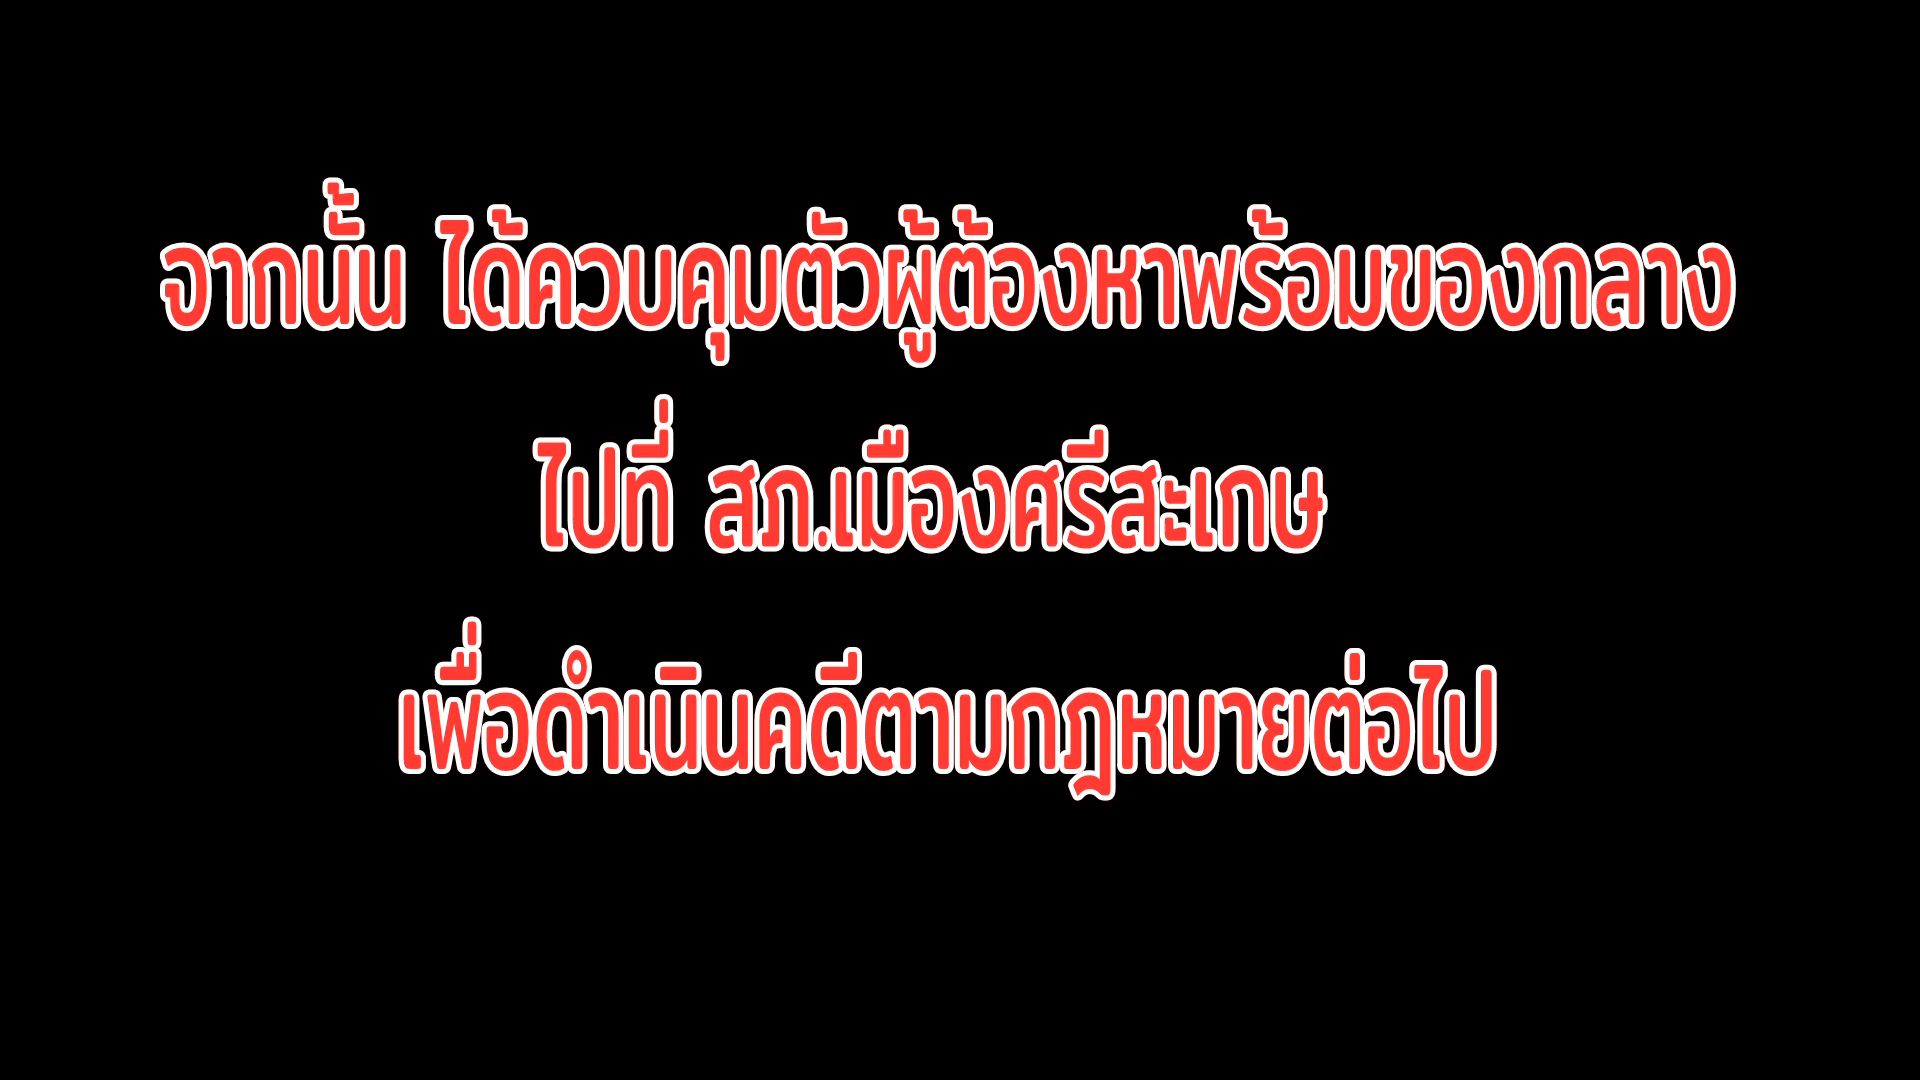 จากนั้น ได้ควบคุมตัวผู้ต้องหาพร้อมของกลาง
ไปที่ สภ.เมืองศรีสะเกษ
เพื่อดำเนินคดีตามกฎหมายต่อไป